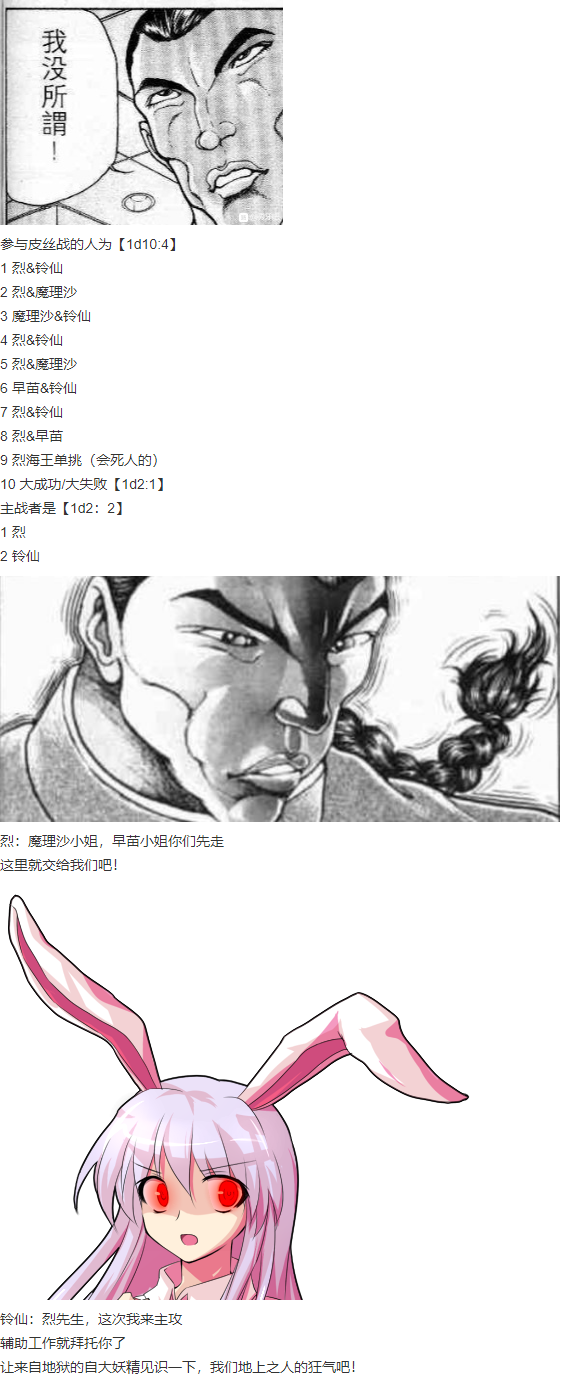 我没所謂！
参与皮丝战的人为【1d10:4】
1 烈&铃仙
2 烈&魔理沙
3 魔理沙&铃仙
4 烈&铃仙
5 烈&魔理沙
6 早苗&铃仙
7 烈&铃仙
8 烈&早苗
9 烈海王单挑（会死人的）
10 大成功/大失败【1d2:1】
主战者是【1d2：2】
1 烈
2 铃仙
烈：魔理沙小姐，早苗小姐你们先走
这里就交给我们吧！
铃仙：烈先生，这次我来主攻
辅助工作就拜托你了
让来自地狱的自大妖精见识一下，我们地上之人的狂气吧！